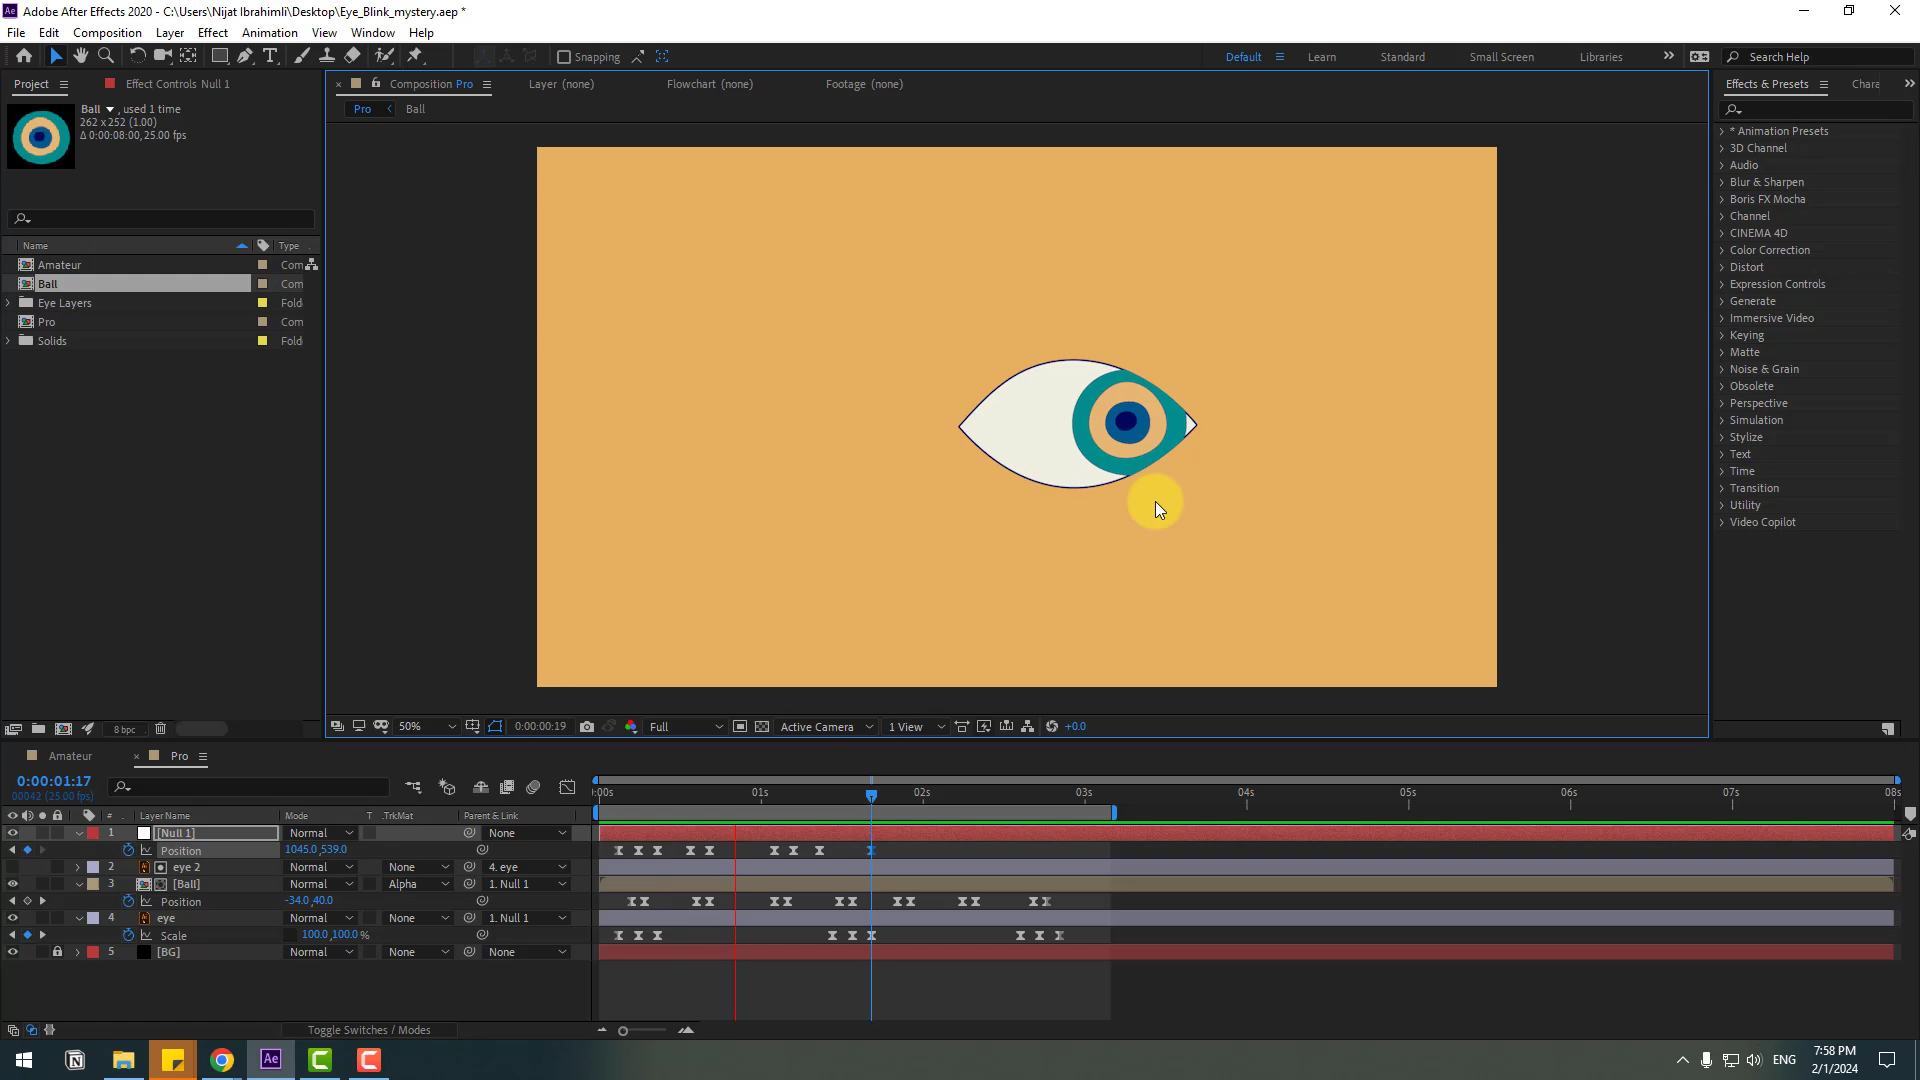 Adobe After Effects 2020 - C:\Users\Nijat Ibrahimli\Desktop\Eye_Blink_mystery.aep *
File Edit Composition Layer Effect Animation View Window Help
Snapping
Default Learn Standard Small Screen Libraries
Search Help
Project Effect Controls Null 1
Composition Pro Layer (none) Flowchart (none) Footage (none)
Effects & Presets Chara
Pro Ball
Ball , used 1 time
262 x 252 (1.00)
Δ 0:00:08:00, 25.00 fps
Name Type
Amateur Com
Ball Com
Eye Layers Fold
Pro Com
Solids Fold
* Animation Presets
3D Channel
Audio
Blur & Sharpen
Boris FX Mocha
Channel
CINEMA 4D
Color Correction
Distort
Expression Controls
Generate
Immersive Video
Keying
Matte
Noise & Grain
Obsolete
Perspective
Simulation
Stylize
Text
Time
Transition
Utility
Video Copilot
8 bpc
50% 0:00:00:19 Full Active Camera 1 View +0.0
Amateur Pro
0:00:01:17
00042 (25.00 fps)
:00s 01s 02s 03s 04s 05s 06s 07s 08s
# Layer Name Mode T .TrkMat Parent & Link
1 [Null 1] Normal None
Position 1045.0,539.0
2 eye 2 Normal None 4. eye
3 [Ball] Normal Alpha 1. Null 1
Position -34.0,40.0
4 eye Normal None 1. Null 1
Scale 100.0,100.0%
5 [BG] Normal None None
Toggle Switches / Modes
Ae
ENG
7:58 PM
2/1/2024